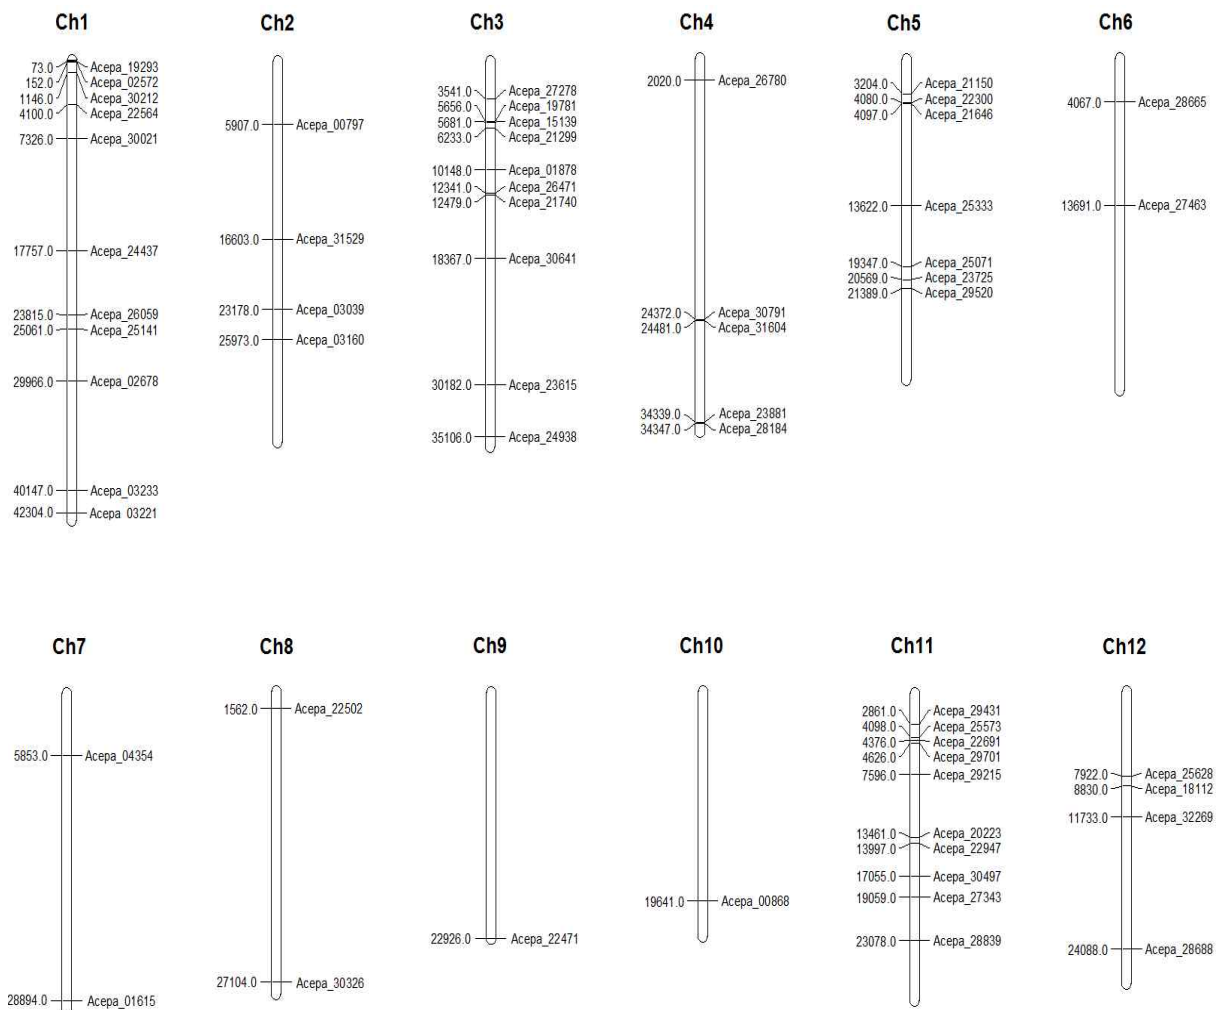 Ch1
73.0 Acepa_19293
152.0 Acepa_02572
1146.0 Acepa_30212
4100.0 Acepa_22564
7326.0 Acepa_30021
17757.0 Acepa_24437
23815.0 Acepa_26059
25061.0 Acepa_25141
29966.0 Acepa_02678
40147.0 Acepa_03233
42304.0 Acepa_03221
Ch2
5907.0 Acepa_00797
16603.0 Acepa_31529
23178.0 Acepa_03039
25973.0 Acepa_03160
Ch3
3541.0 Acepa_27278
5656.0 Acepa_19781
5681.0 Acepa_15139
6233.0 Acepa_21299
10148.0 Acepa_01878
12341.0 Acepa_26471
12479.0 Acepa_21740
18367.0 Acepa_30641
30182.0 Acepa_23615
35106.0 Acepa_24938
Ch4
2020.0 Acepa_26780
24372.0 Acepa_30791
24481.0 Acepa_31604
34339.0 Acepa_23881
34347.0 Acepa_28184
Ch5
3204.0 Acepa_21150
4080.0 Acepa_22300
4097.0 Acepa_21646
13622.0 Acepa_25333
19347.0 Acepa_25071
20569.0 Acepa_23725
21389.0 Acepa_29520
Ch6
4067.0 Acepa_28665
13691.0 Acepa_27463
Ch7
5853.0 Acepa_04354
28894.0 Acepa_01615
Ch8
1562.0 Acepa_22502
27104.0 Acepa_30326
Ch9
22926.0 Acepa_22471
Ch10
19641.0 Acepa_00868
Ch11
2861.0 Acepa_29431
4098.0 Acepa_25573
4376.0 Acepa_22691
4626.0 Acepa_29701
7596.0 Acepa_29215
13461.0 Acepa_20223
13997.0 Acepa_22947
17055.0 Acepa_30497
19059.0 Acepa_27343
23078.0 Acepa_28839
Ch12
7922.0 Acepa_25628
8830.0 Acepa_18112
11733.0 Acepa_32269
24088.0 Acepa_28688